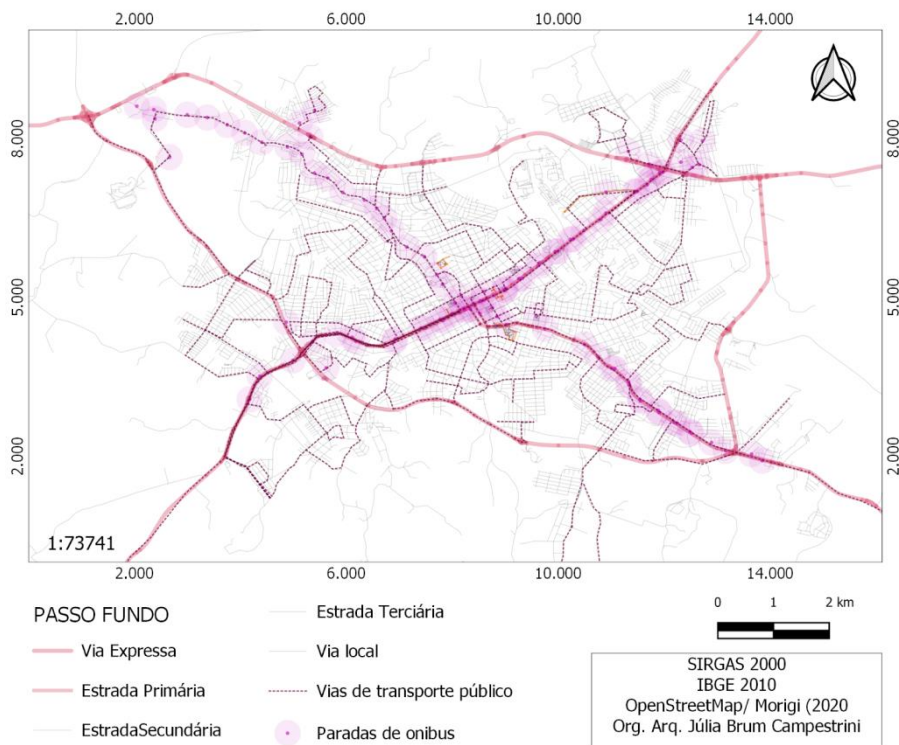 2.000 6.000 10.000 14.000
8.000 8.000
5.000 5.000
2.000 2.000
1:73741
2.000 6.000 10.000 14.000
PASSO FUNDO
Via Expressa
Estrada Primária
EstradaSecundária
Estrada Terciária
Via local
Vias de transporte público
Paradas de onibus
0 1 2 km
SIRGAS 2000
IBGE 2010
OpenStreetMap/ Morigi (2020
Org. Arq. Júlia Brum Campestrini